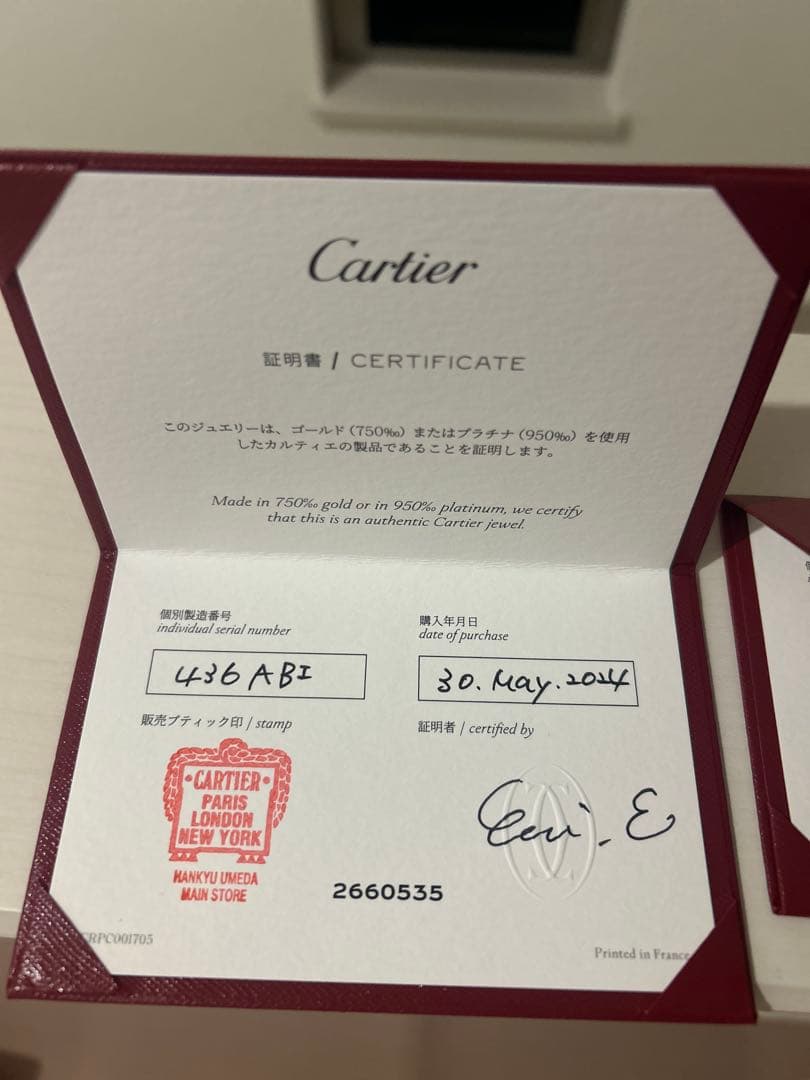 Cartier
証明書 / CERTIFICATE
このジュエリーは、ゴールド（750‰）またはプラチナ（950‰）を使用
したカルティエの製品であることを証明します。
Made in 750‰ gold or in 950‰ platinum, we certify
that this is an authentic Cartier jewel.
個別製造番号
individual serial number
436ABI
購入年月日
date of purchase
30. May. 2024
販売ブティック印 / stamp
CARTIER
PARIS
LONDON
NEW YORK
HANKYU UMEDA
MAIN STORE
証明者 / certified by
2660535
RPC001705
Printed in France